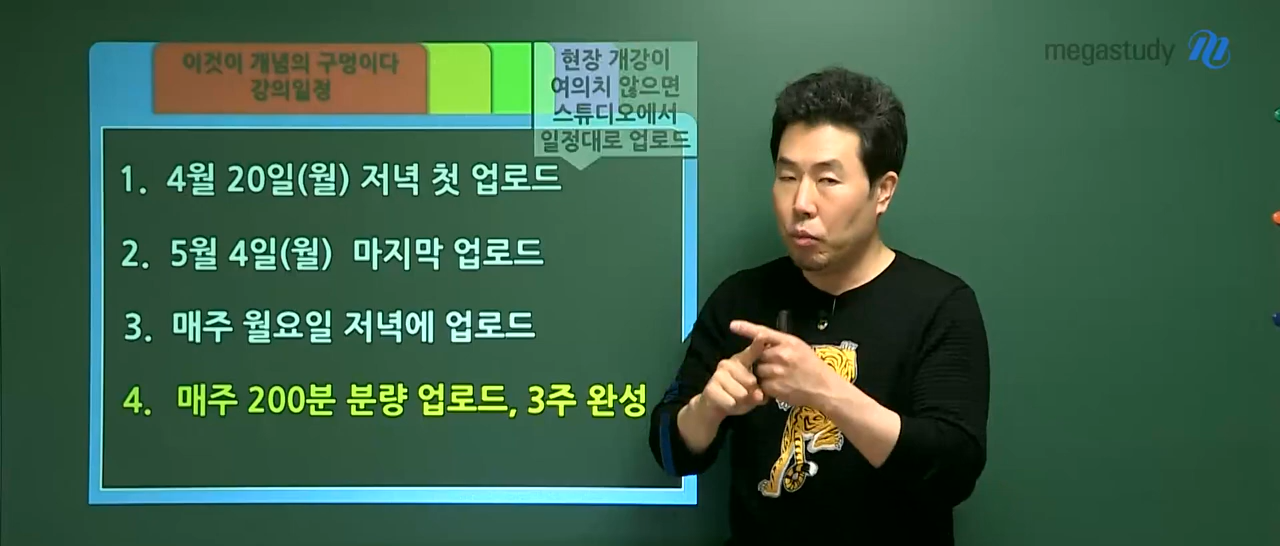 이것이 개념의 구멍이다
강의일정
현장 개강이
여의치 않으면
스튜디오에서
일정대로 업로드
megastudy
1. 4월 20일(월) 저녁 첫 업로드
2. 5월 4일(월) 마지막 업로드
3. 매주 월요일 저녁에 업로드
4. 매주 200분 분량 업로드, 3주 완성